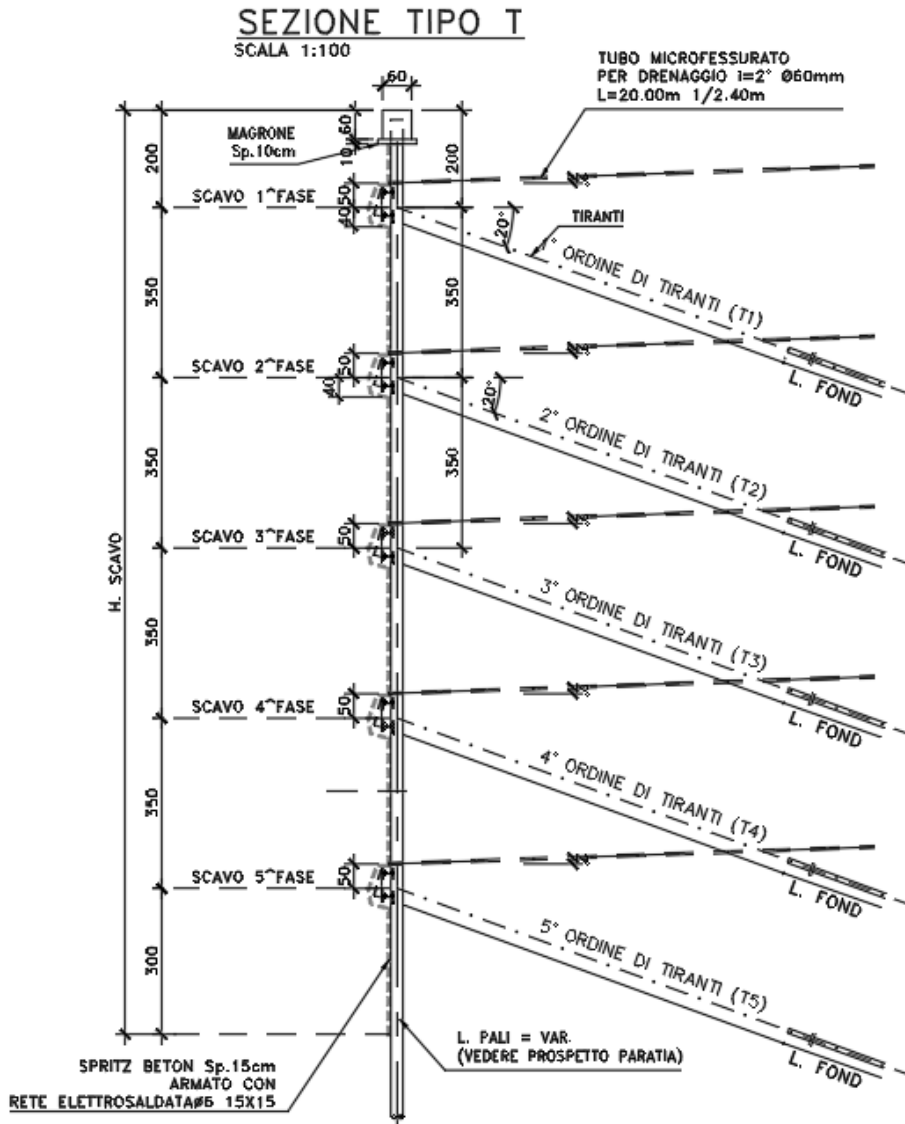 SEZIONE TIPO T
SCALA 1:100
60
TUBO MICROFESSURATO
PER DRENAGGIO i=2° Ø60mm
L=20.00m 1/2.40m
MAGRONE
Sp.10cm
60
10
200
200
SCAVO 1^FASE
50
50
40
20°
TIRANTI
1° ORDINE DI TIRANTI (T1)
350
350
L. FOND
SCAVO 2^FASE
50
40
20°
2° ORDINE DI TIRANTI (T2)
350
350
L. FOND
SCAVO 3^FASE
50
3° ORDINE DI TIRANTI (T3)
H. SCAVO
350
L. FOND
SCAVO 4^FASE
50
4° ORDINE DI TIRANTI (T4)
350
L. FOND
SCAVO 5^FASE
50
5° ORDINE DI TIRANTI (T5)
300
L. FOND
L. PALI = VAR.
(VEDERE PROSPETTO PARATIA)
SPRITZ BETON Sp.15cm
ARMATO CON
RETE ELETTROSALDATAØ6 15X15